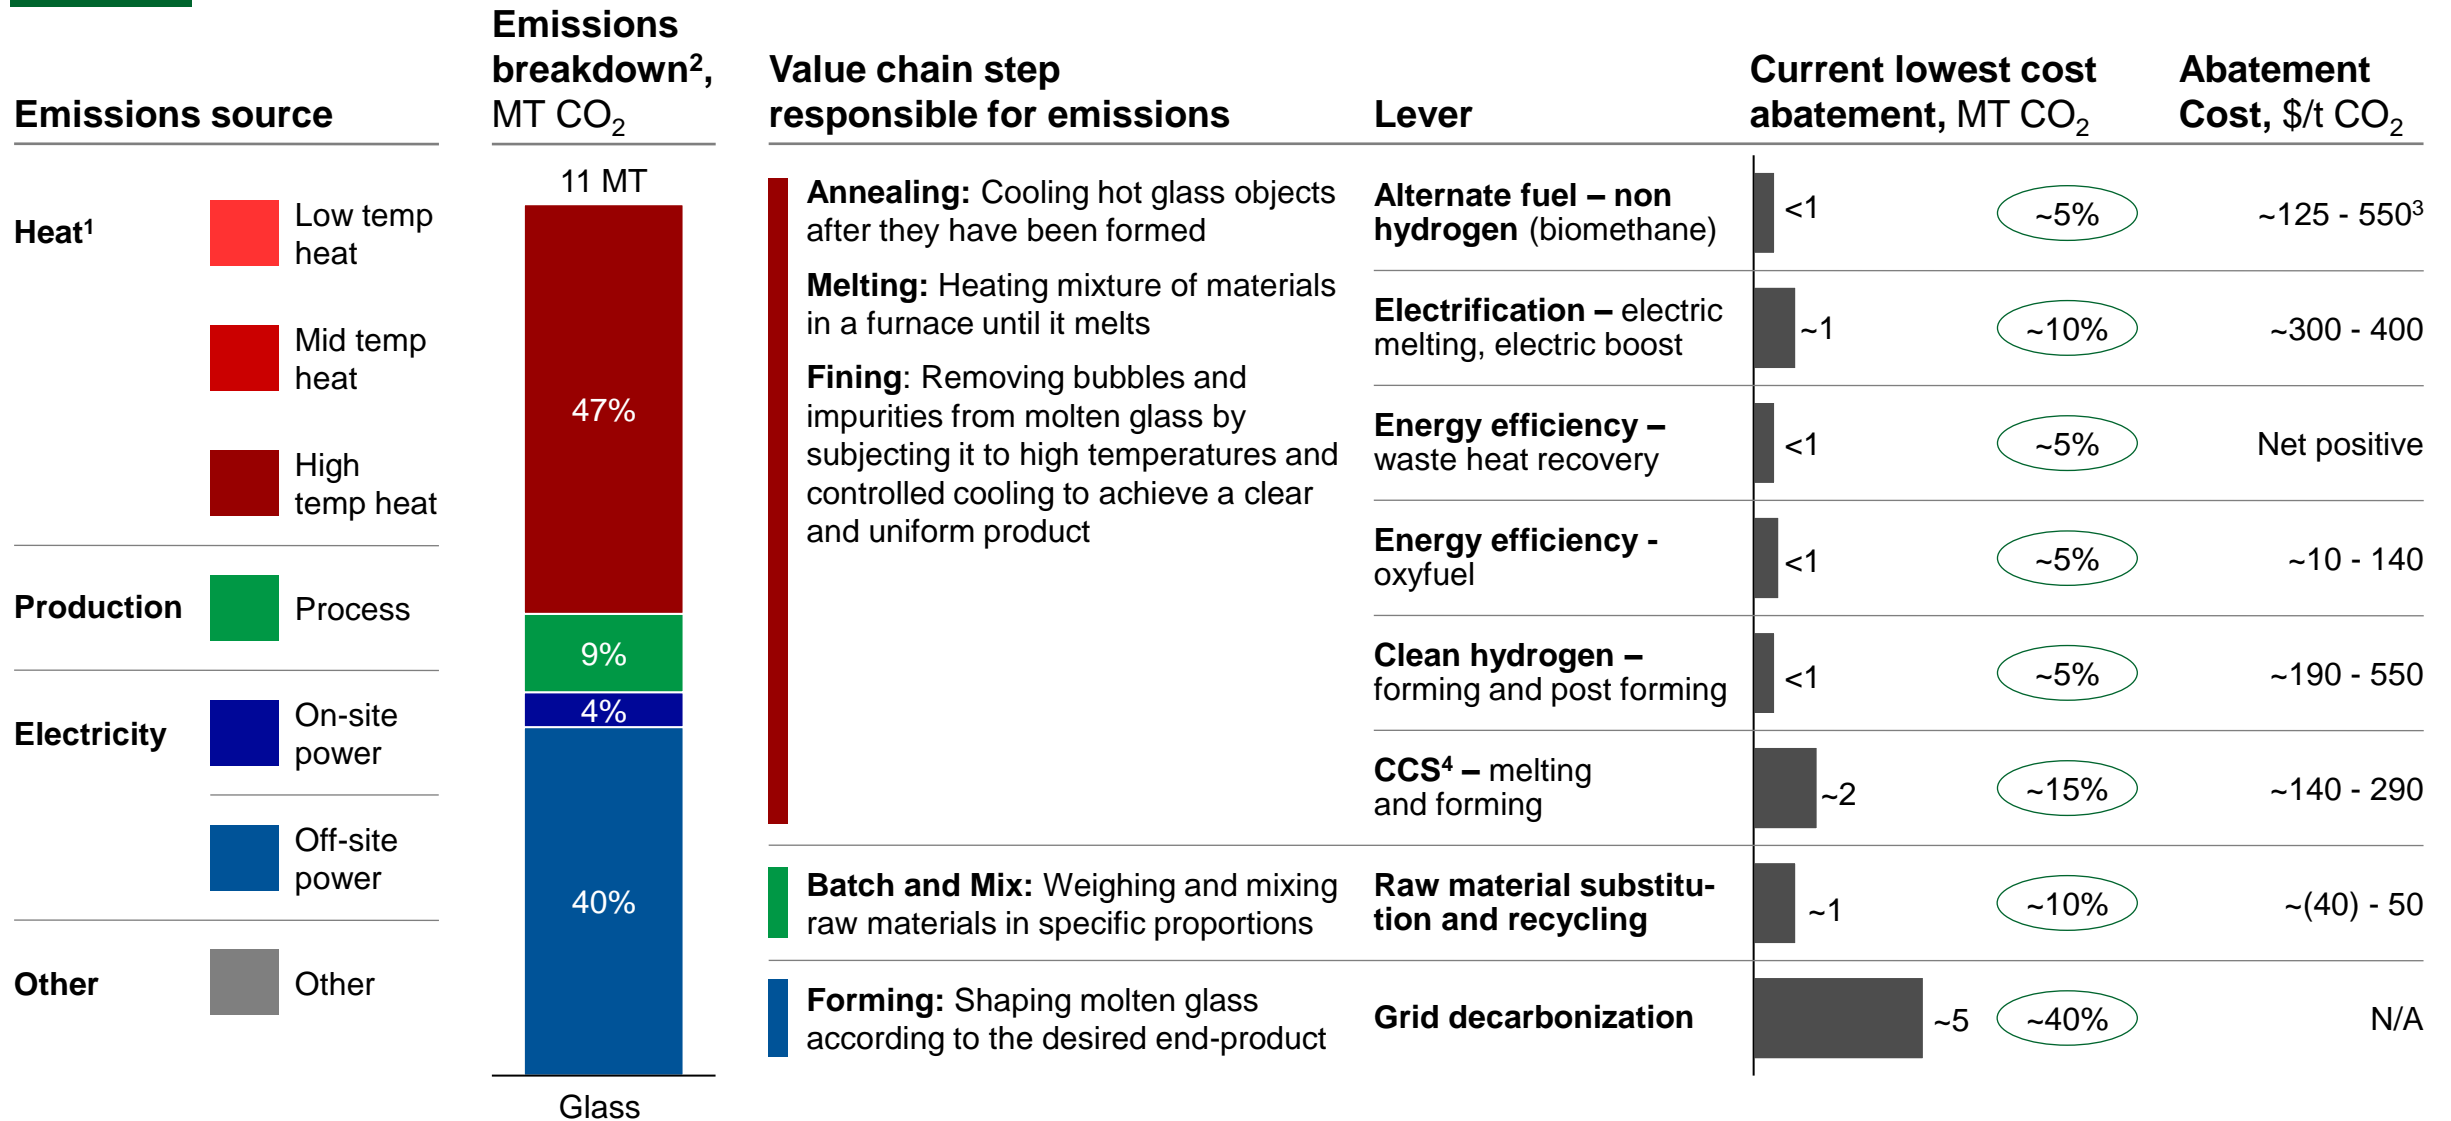 Emissions source
Emissions
breakdown²,
MT CO₂
Value chain step
responsible for emissions
Lever
Current lowest cost
abatement, MT CO₂
Abatement
Cost, $/t CO₂
Heat¹
Low temp
heat
Mid temp
heat
High
temp heat
Production
Process
Electricity
On-site
power
Off-site
power
Other
Other
11 MT
47%
9%
4%
40%
Glass
Annealing: Cooling hot glass objects
after they have been formed
Melting: Heating mixture of materials
in a furnace until it melts
Fining: Removing bubbles and
impurities from molten glass by
subjecting it to high temperatures and
controlled cooling to achieve a clear
and uniform product
Alternate fuel – non
hydrogen (biomethane)
<1
~5%
~125 - 550³
Electrification – electric
melting, electric boost
~1
~10%
~300 - 400
Energy efficiency –
waste heat recovery
<1
~5%
Net positive
Energy efficiency -
oxyfuel
<1
~5%
~10 - 140
Clean hydrogen –
forming and post forming
<1
~5%
~190 - 550
CCS⁴ – melting
and forming
~2
~15%
~140 - 290
Batch and Mix: Weighing and mixing
raw materials in specific proportions
Raw material substitu-
tion and recycling
~1
~10%
~(40) - 50
Forming: Shaping molten glass
according to the desired end-product
Grid decarbonization
~5
~40%
N/A